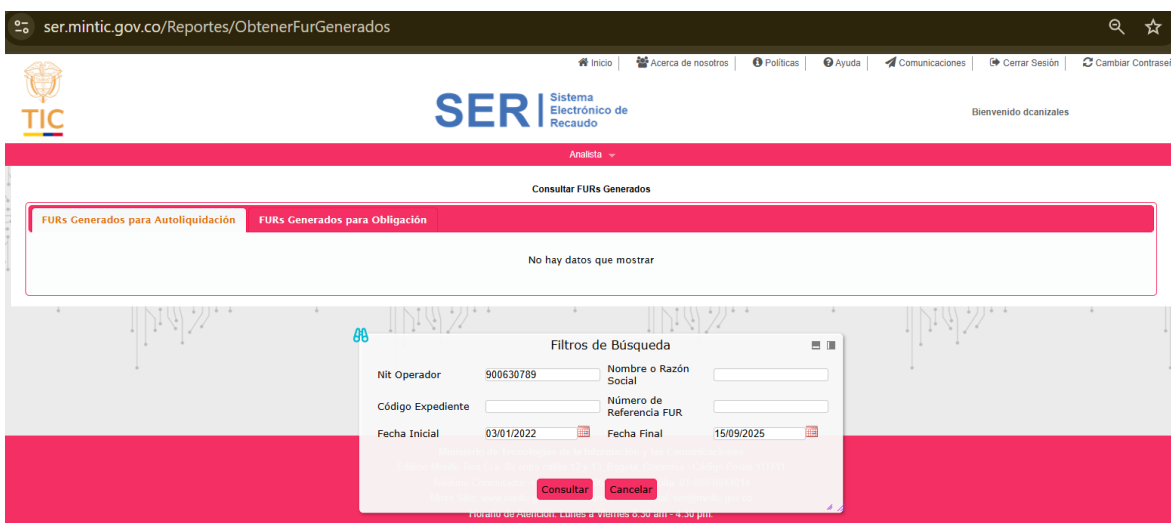 ser.mintic.gov.co/Reportes/ObtenerFurGenerados
Inicio Acerca de nosotros Políticas Ayuda Comunicaciones Cerrar Sesión Cambiar Contraseñ
TIC
SER Sistema
Electrónico de
Recaudo
Bienvenido dcanizales
Analista
Consultar FURs Generados
FURs Generados para Autoliquidación FURs Generados para Obligación
No hay datos que mostrar
Filtros de Búsqueda
Nit Operador 900630789 Nombre o Razón
Social
Código Expediente Número de
Referencia FUR
Fecha Inicial 03/01/2022 Fecha Final 15/09/2025
Consultar Cancelar
Horario de Atención: Lunes a Viernes 8:30 am - 4:30 pm.